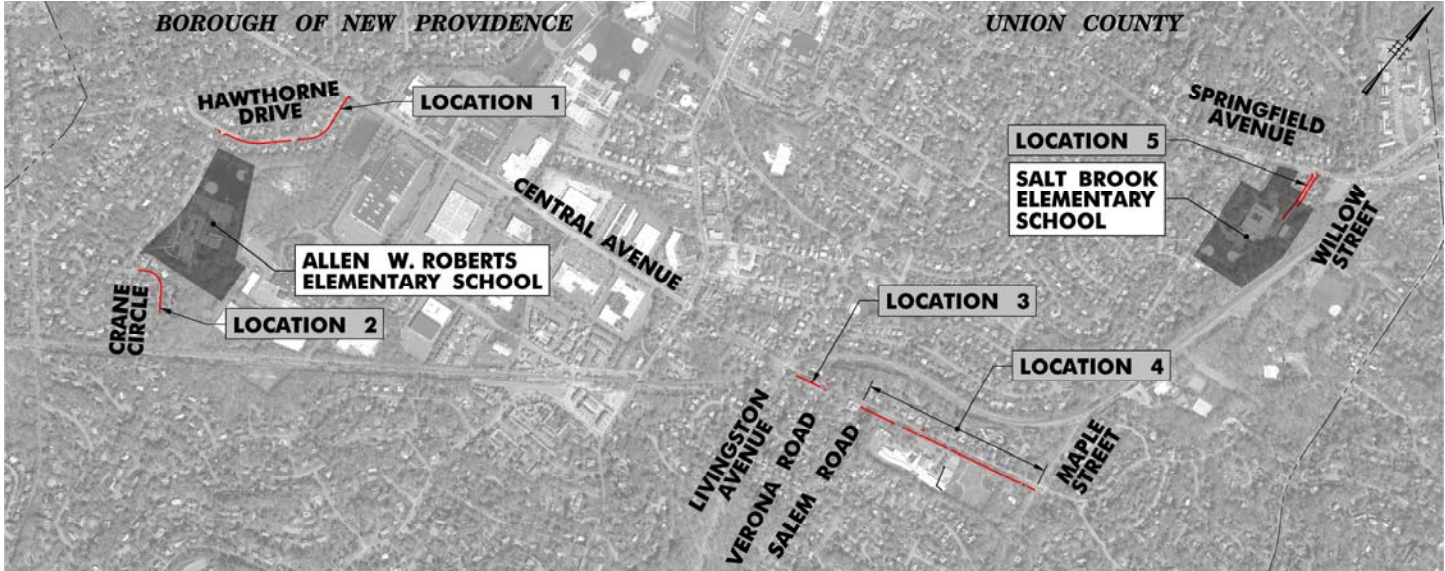 BOROUGH OF NEW PROVIDENCE
UNION COUNTY
HAWTHORNE
DRIVE
LOCATION 1
SPRINGFIELD
AVENUE
LOCATION 5
SALT BROOK
ELEMENTARY
SCHOOL
WILLOW
STREET
CENTRAL AVENUE
ALLEN W. ROBERTS
ELEMENTARY SCHOOL
CRANE
CIRCLE
LOCATION 2
LOCATION 3
LOCATION 4
LIVINGSTON
AVENUE
VERONA ROAD
SALEM ROAD
MAPLE
STREET